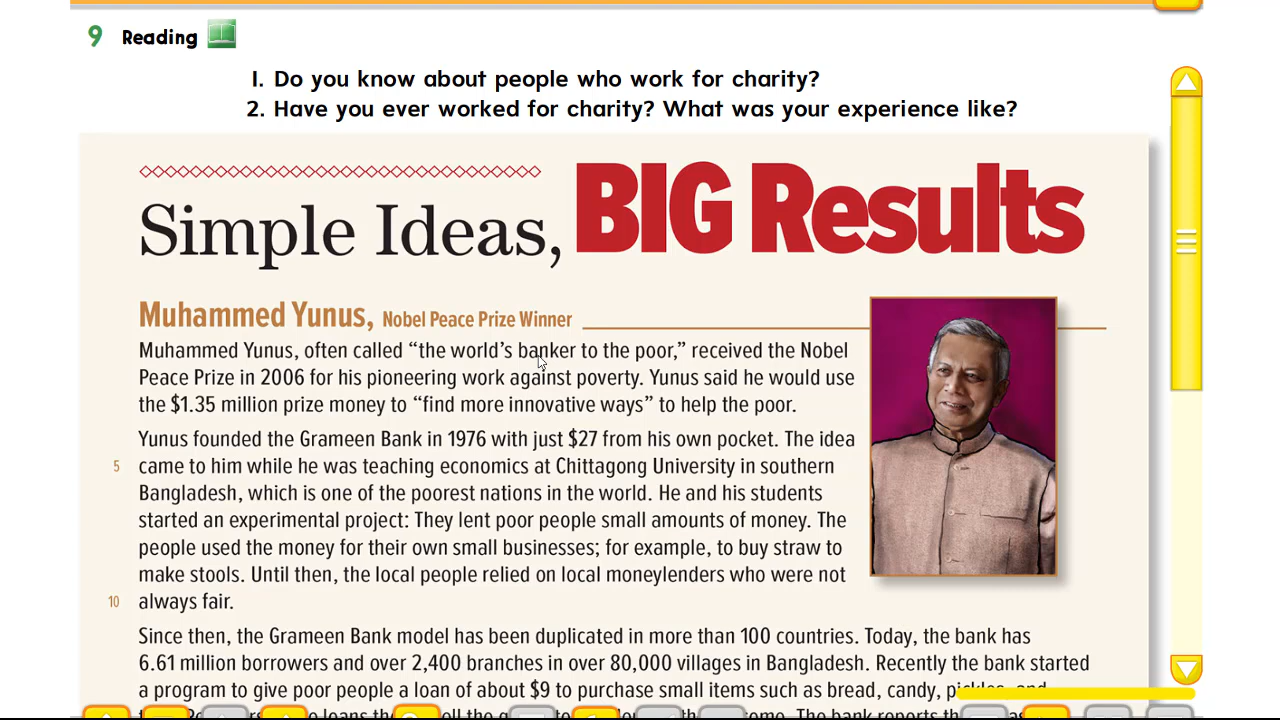 9 Reading
1. Do you know about people who work for charity?
2. Have you ever worked for charity? What was your experience like?
Simple Ideas, BIG Results
Muhammed Yunus, Nobel Peace Prize Winner
Muhammed Yunus, often called “the world’s banker to the poor,” received the Nobel
Peace Prize in 2006 for his pioneering work against poverty. Yunus said he would use
the $1.35 million prize money to “find more innovative ways” to help the poor.
Yunus founded the Grameen Bank in 1976 with just $27 from his own pocket. The idea
5 came to him while he was teaching economics at Chittagong University in southern
Bangladesh, which is one of the poorest nations in the world. He and his students
started an experimental project: They lent poor people small amounts of money. The
people used the money for their own small businesses; for example, to buy straw to
make stools. Until then, the local people relied on local moneylenders who were not
10 always fair.
Since then, the Grameen Bank model has been duplicated in more than 100 countries. Today, the bank has
6.61 million borrowers and over 2,400 branches in over 80,000 villages in Bangladesh. Recently the bank started
a program to give poor people a loan of about $9 to purchase small items such as bread, candy, pickles, and